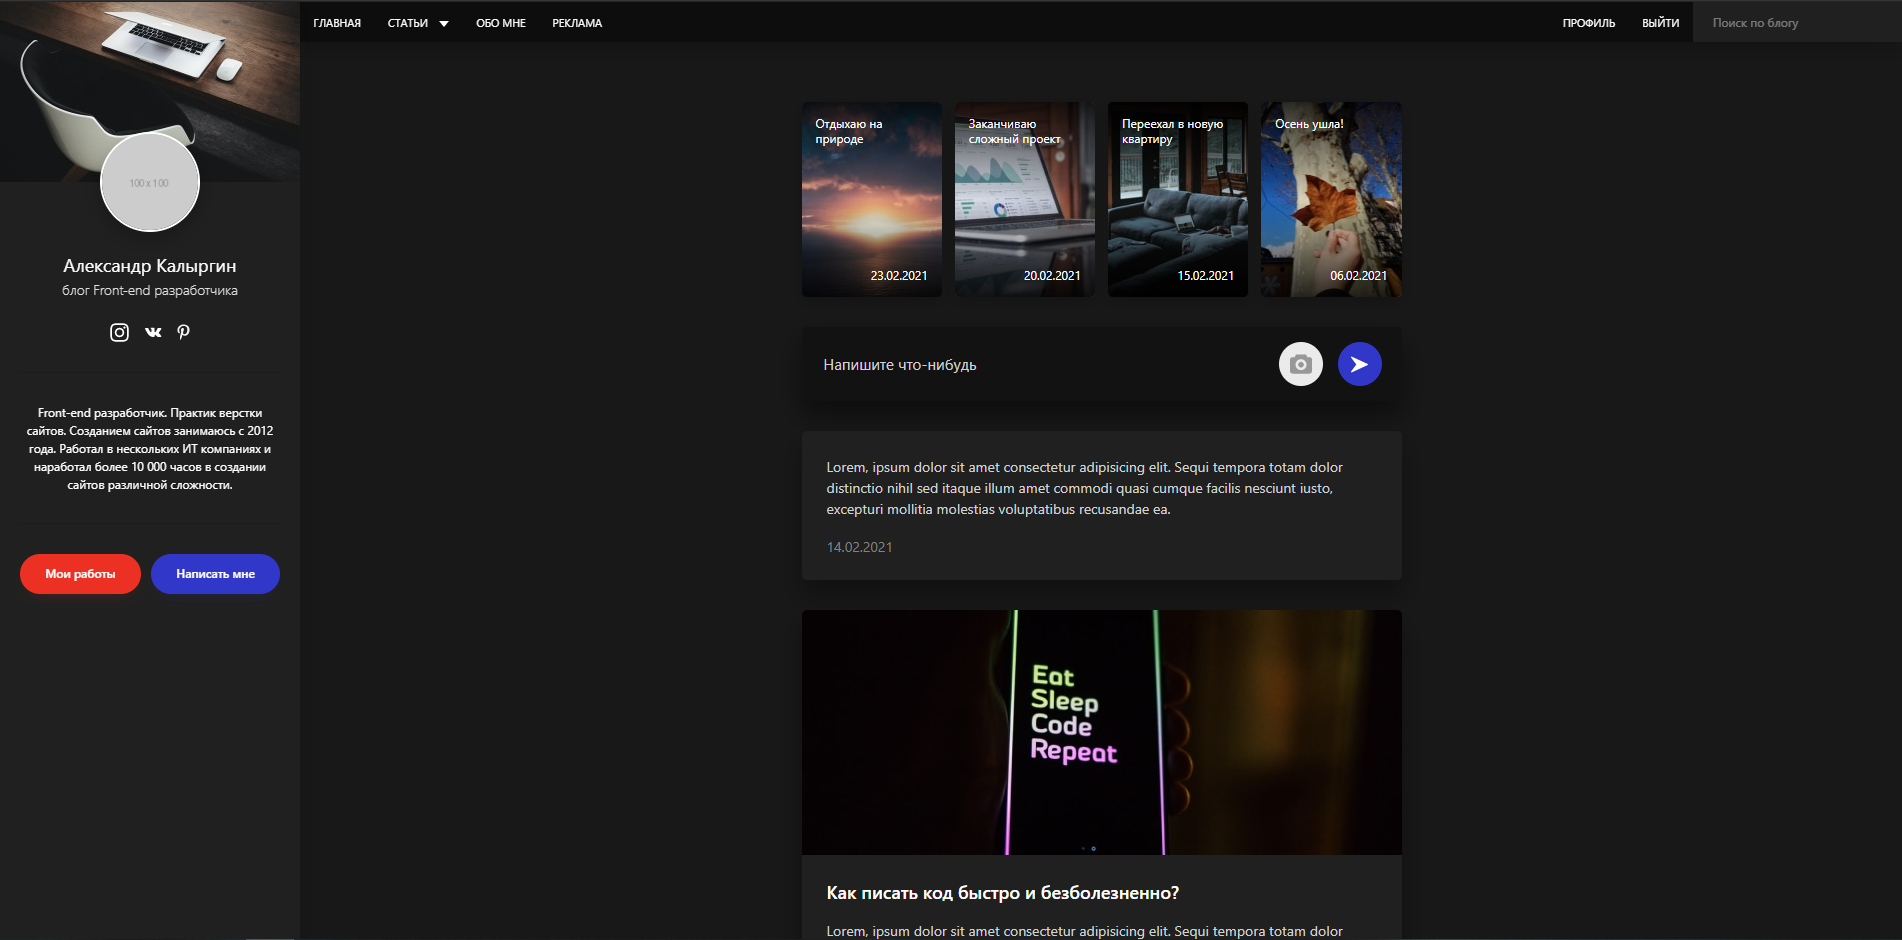 ГЛАВНАЯ
СТАТЬИ
ОБО МНЕ
РЕКЛАМА
ПРОФИЛЬ
ВЫЙТИ
Поиск по блогу
100 x 100
Александр Калыргин
блог Front-end разработчика
Front-end разработчик. Практик верстки
сайтов. Созданием сайтов занимаюсь с 2012
года. Работал в нескольких ИТ компаниях и
наработал более 10 000 часов в создании
сайтов различной сложности.
Мои работы
Написать мне
Отдыхаю на
природе
23.02.2021
Заканчиваю
сложный проект
20.02.2021
Переехал в новую
квартиру
15.02.2021
Осень ушла!
06.02.2021
Напишите что-нибудь
Lorem, ipsum dolor sit amet consectetur adipisicing elit. Sequi tempora totam dolor
distinctio nihil sed itaque illum amet commodi quasi cumque facilis nesciunt iusto,
excepturi mollitia molestias voluptatibus recusandae ea.
14.02.2021
Eat
Sleep
Code
Repeat
Как писать код быстро и безболезненно?
Lorem, ipsum dolor sit amet consectetur adipisicing elit. Sequi tempora totam dolor